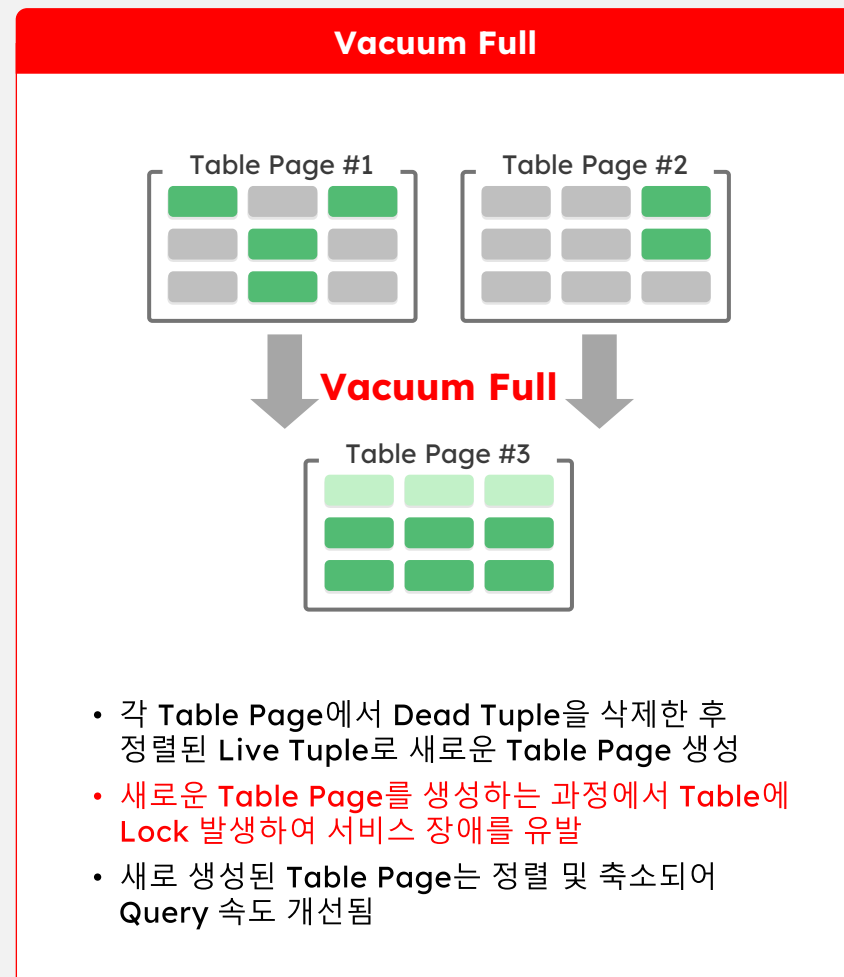 Vacuum Full
Table Page #1
Table Page #2
Vacuum Full
Table Page #3
• 각 Table Page에서 Dead Tuple을 삭제한 후
정렬된 Live Tuple로 새로운 Table Page 생성
• 새로운 Table Page를 생성하는 과정에서 Table에
Lock 발생하여 서비스 장애를 유발
• 새로 생성된 Table Page는 정렬 및 축소되어
Query 속도 개선됨